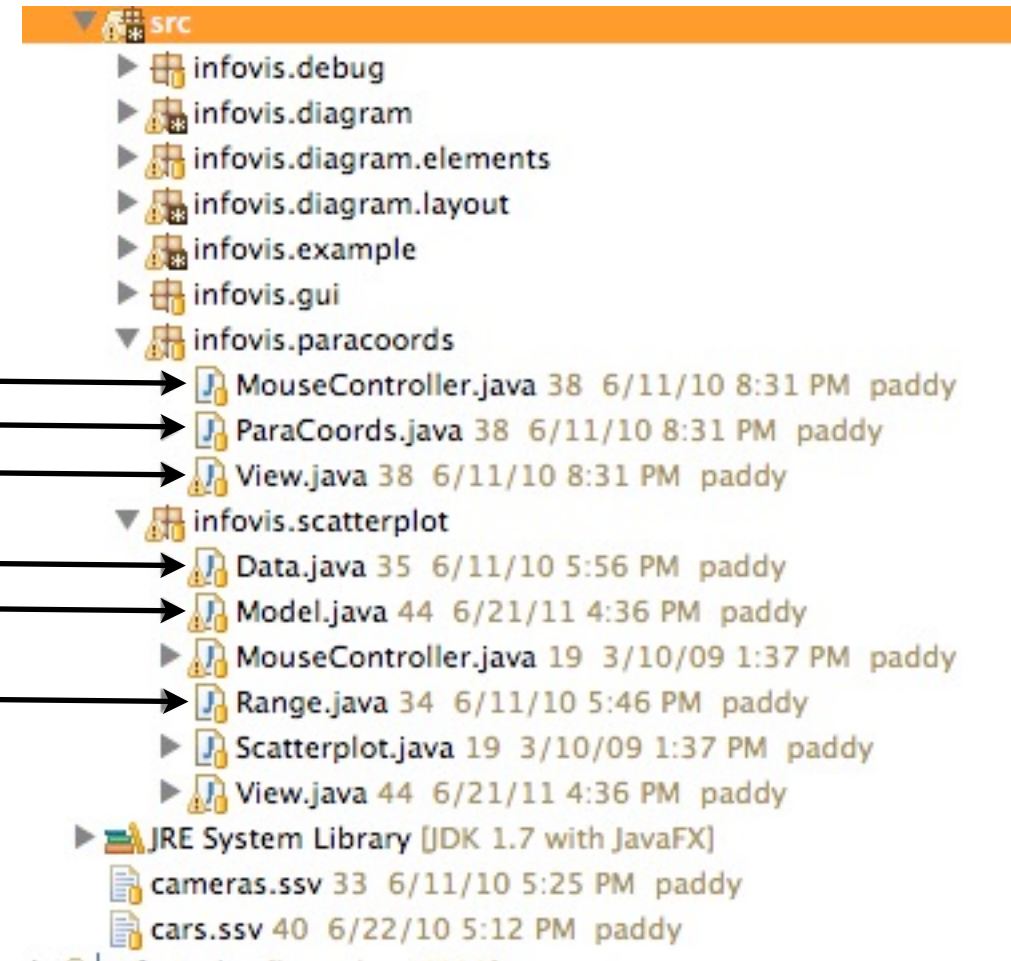 src
infovis.debug
infovis.diagram
infovis.diagram.elements
infovis.diagram.layout
infovis.example
infovis.gui
infovis.paracoords
MouseController.java 38 6/11/10 8:31 PM paddy
ParaCoords.java 38 6/11/10 8:31 PM paddy
View.java 38 6/11/10 8:31 PM paddy
infovis.scatterplot
Data.java 35 6/11/10 5:56 PM paddy
Model.java 44 6/21/11 4:36 PM paddy
MouseController.java 19 3/10/09 1:37 PM paddy
Range.java 34 6/11/10 5:46 PM paddy
Scatterplot.java 19 3/10/09 1:37 PM paddy
View.java 44 6/21/11 4:36 PM paddy
JRE System Library [JDK 1.7 with JavaFX]
cameras.ssv 33 6/11/10 5:25 PM paddy
cars.ssv 40 6/22/10 5:12 PM paddy